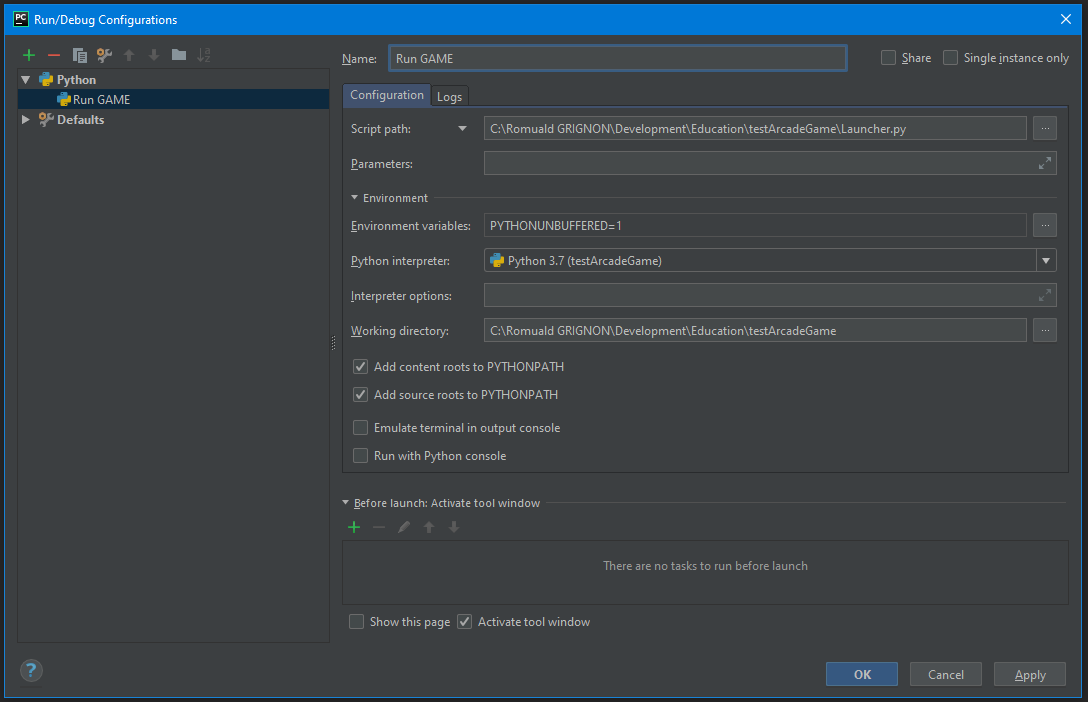 PC Run/Debug Configurations
Name: Run GAME Share Single instance only
Python
Run GAME
Defaults
Configuration Logs
Script path: C:\Romuald GRIGNON\Development\Education\testArcadeGame\Launcher.py ...
Parameters:
Environment
Environment variables: PYTHONUNBUFFERED=1 ...
Python interpreter: Python 3.7 (testArcadeGame)
Interpreter options:
Working directory: C:\Romuald GRIGNON\Development\Education\testArcadeGame ...
Add content roots to PYTHONPATH
Add source roots to PYTHONPATH
Emulate terminal in output console
Run with Python console
Before launch: Activate tool window
There are no tasks to run before launch
Show this page Activate tool window
? OK Cancel Apply